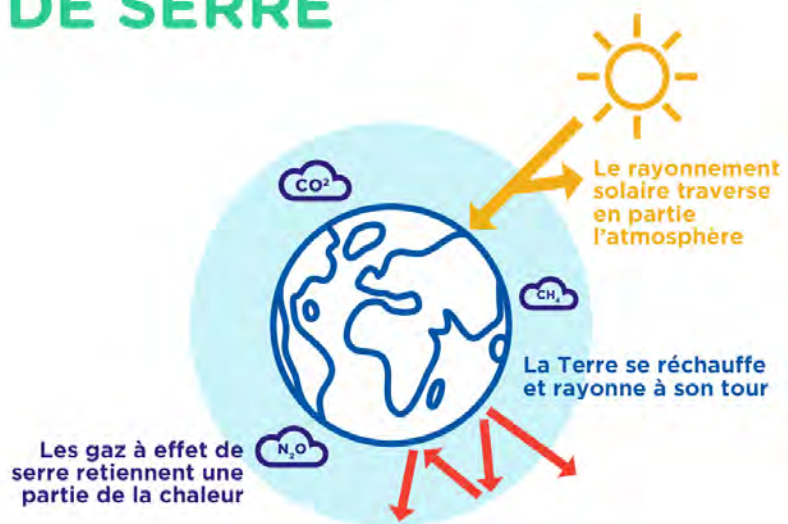 DE SERRE
CO²
Le rayonnement
solaire traverse
en partie
l'atmosphère
CH₄
La Terre se réchauffe
et rayonne à son tour
Les gaz à effet de
serre retiennent une
partie de la chaleur
N₂O